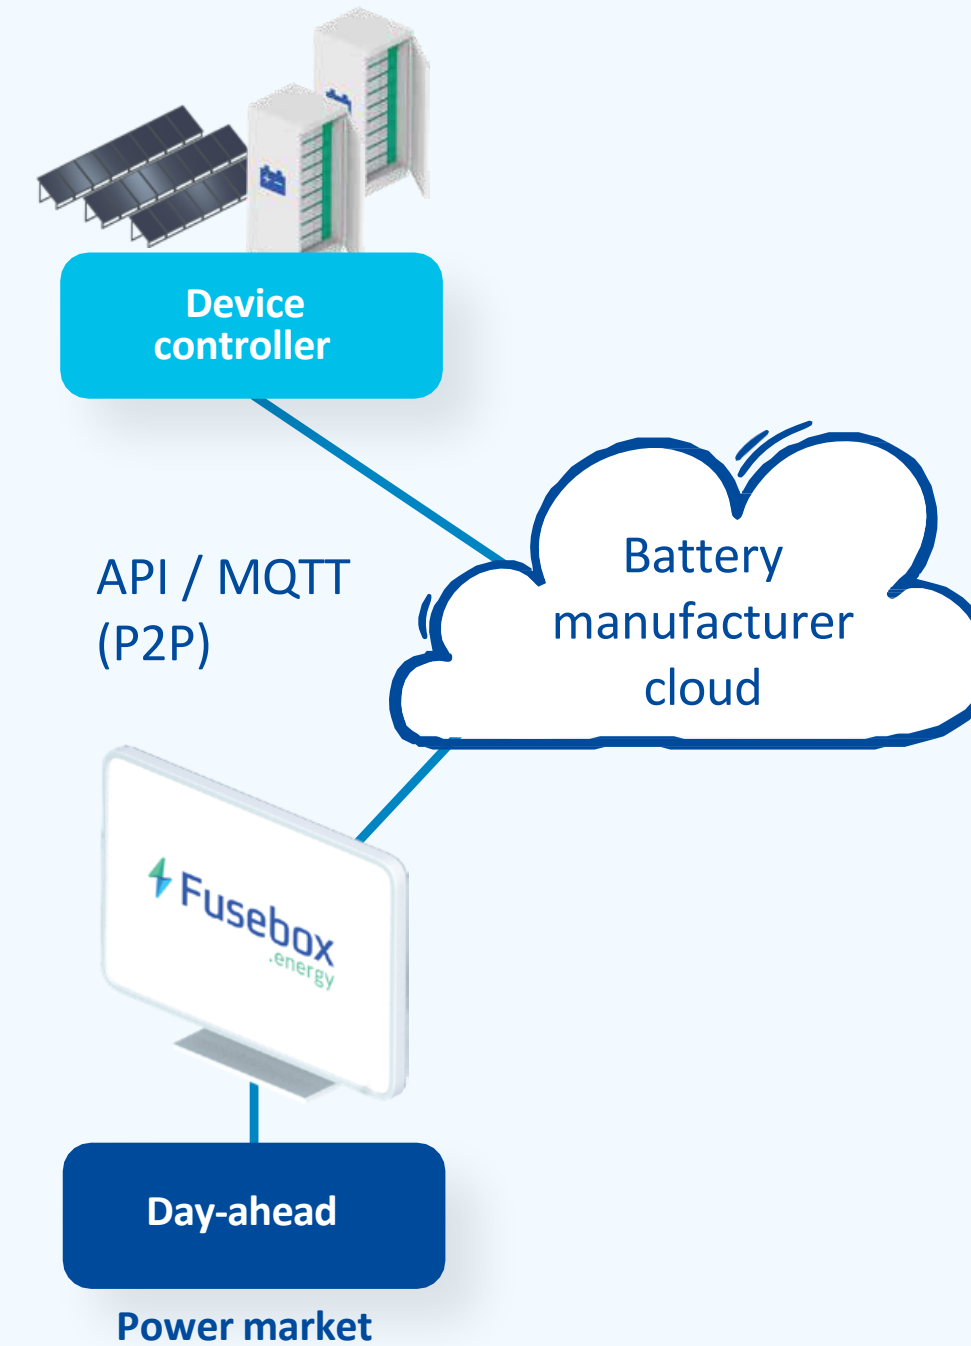 Device
controller
Battery
manufacturer
cloud
API / MQTT
(P2P)
Fusebox
.energy
Day-ahead
Power market